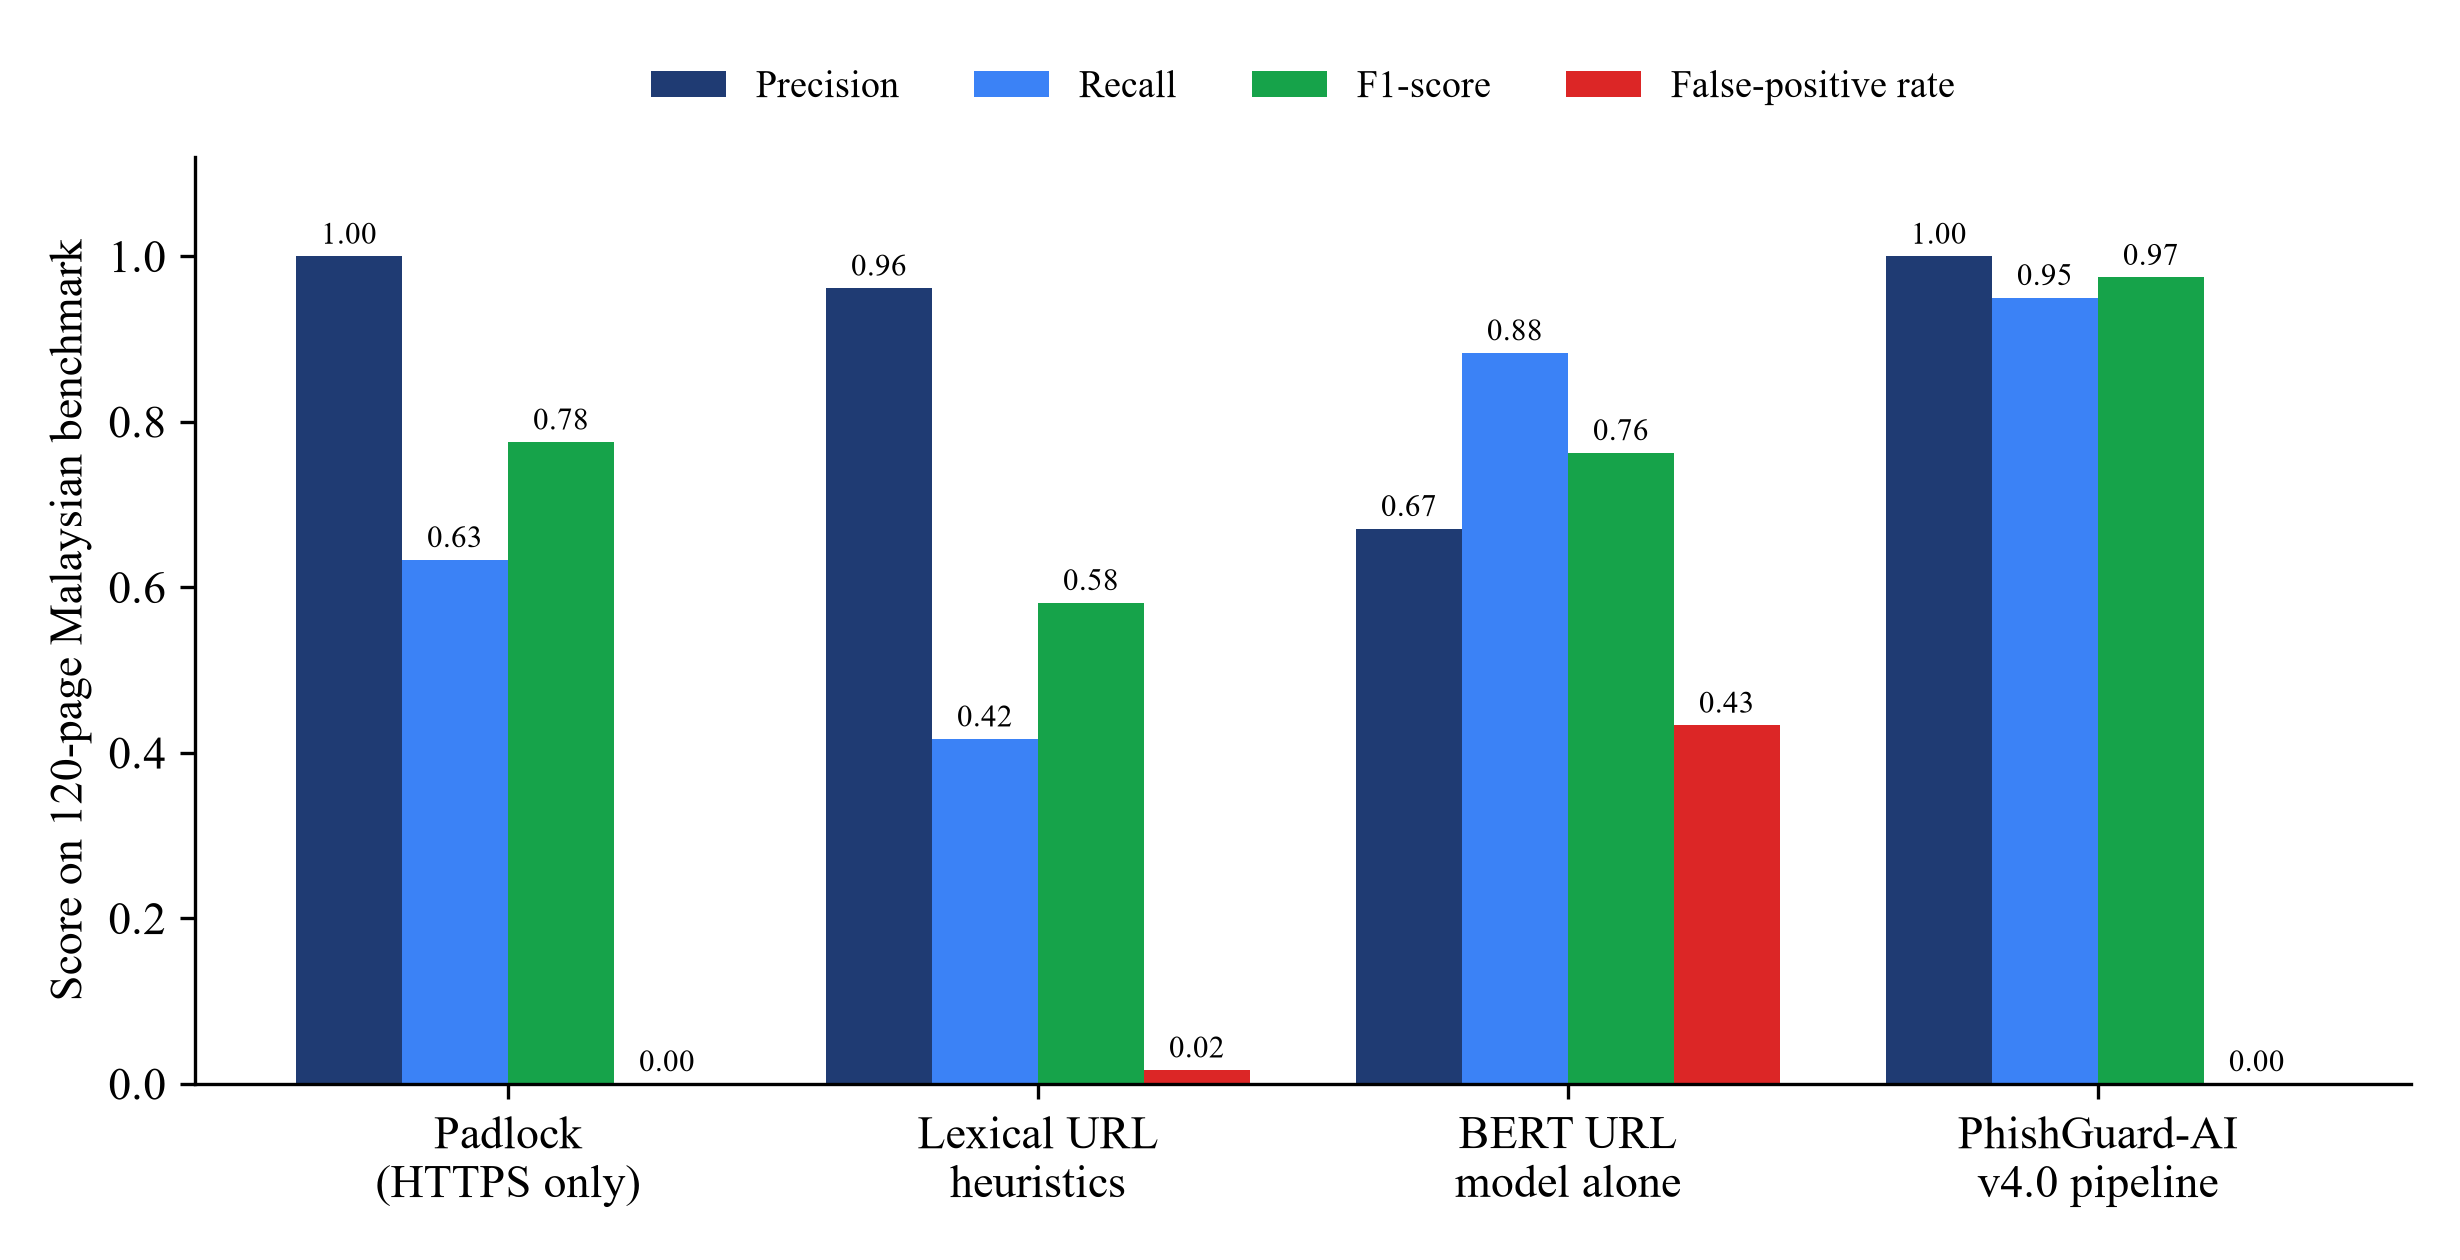 Precision Recall F1-score False-positive rate
Score on 120-page Malaysian benchmark
1.0
0.8
0.6
0.4
0.2
0.0
1.00 0.63 0.78 0.00
0.96 0.42 0.58 0.02
0.67 0.88 0.76 0.43
1.00 0.95 0.97 0.00
Padlock
(HTTPS only)
Lexical URL
heuristics
BERT URL
model alone
PhishGuard-AI
v4.0 pipeline